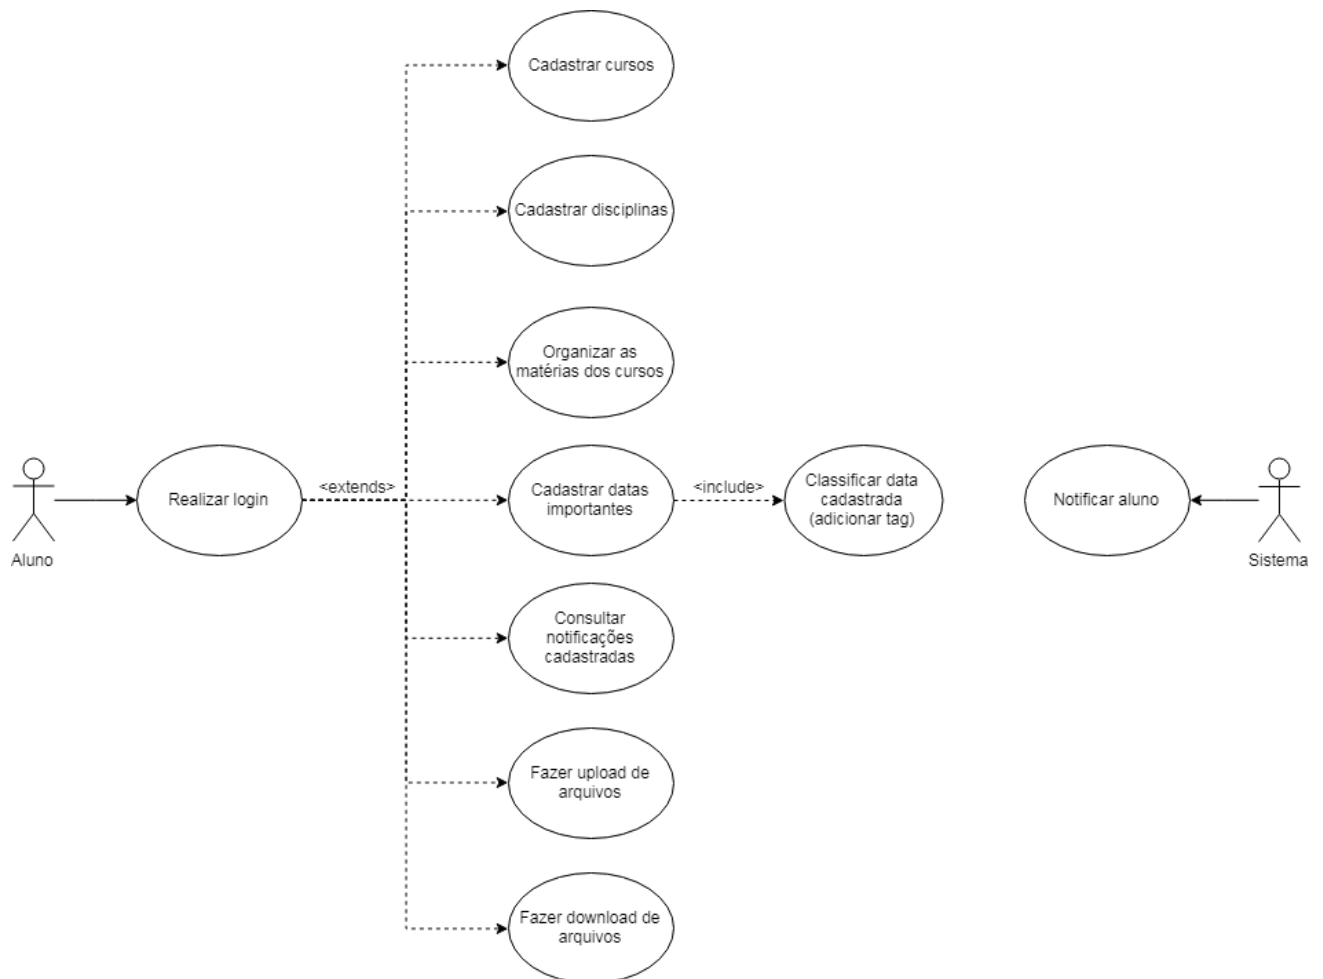 Cadastrar cursos
Cadastrar disciplinas
Organizar as
matérias dos cursos
Aluno
Realizar login
<extends>
Cadastrar datas
importantes
<include>
Classificar data
cadastrada
(adicionar tag)
Notificar aluno
Sistema
Consultar
notificações
cadastradas
Fazer upload de
arquivos
Fazer download de
arquivos